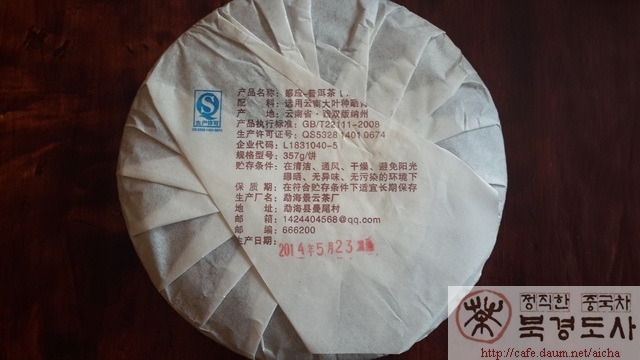 产品名称：都应·普洱茶
配　　料：选用云南大叶种晒青
产　　地：云南省·西双版纳州
产品执行标准：GB/T22111-2008
生产许可证号：QS5328 1401 0674
企业代码：L1831040-5
规格型号：357g/饼
贮存条件：在清洁、通风、干燥、避免阳光
曝晒、无异味、无污染的环境下
保 质 期：在符合贮存条件下适宜长期保存
生产厂名：勐海景云茶厂
地　　址：勐海县曼尾村
邮　　箱：1424404568@qq.com
邮　　编：666200
生产日期：
2014年5月23
QS
生产许可
정직한 중국차
북경도사
http://cafe.daum.net/aicha